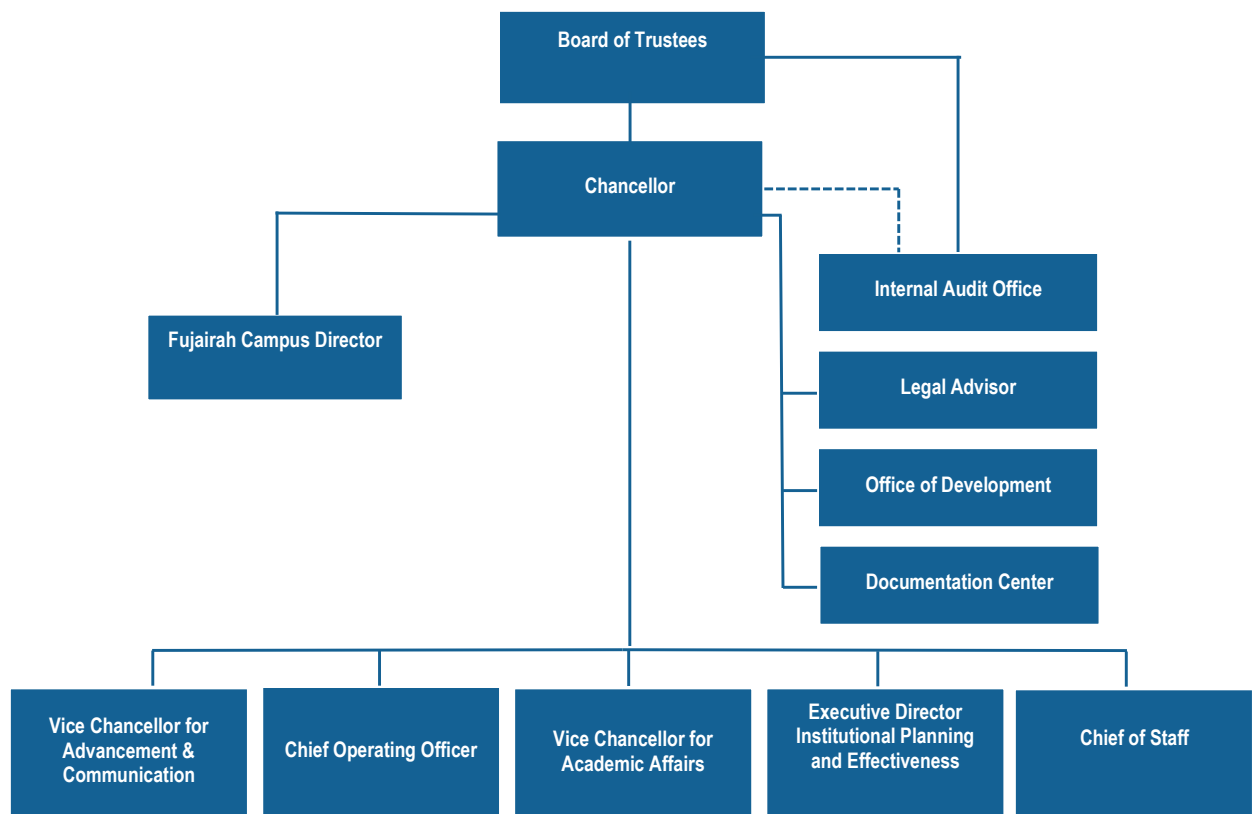 Board of Trustees
Chancellor
Internal Audit Office
Fujairah Campus Director
Legal Advisor
Office of Development
Documentation Center
Vice Chancellor for
Advancement &
Communication
Chief Operating Officer
Vice Chancellor for
Academic Affairs
Executive Director
Institutional Planning
and Effectiveness
Chief of Staff